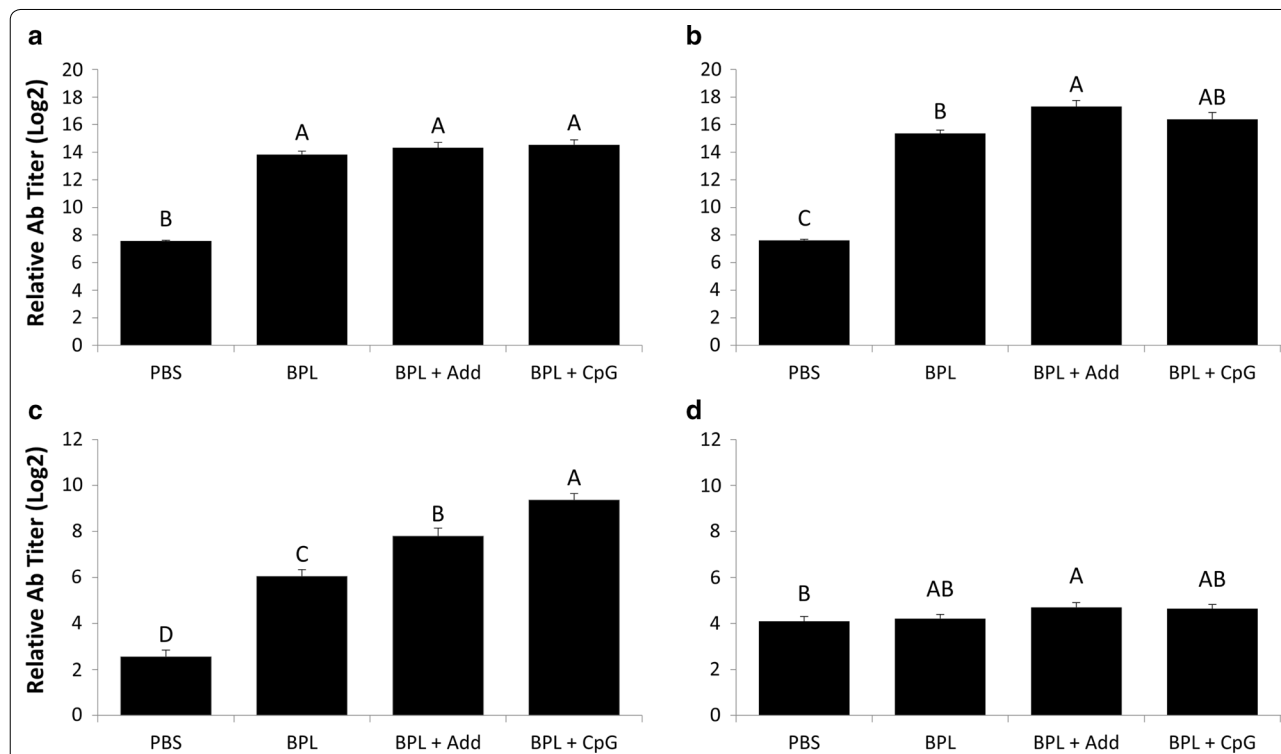 a
Relative Ab Titer (Log2)
20
18
16
14
12
10
8
6
4
2
0
B
A
A
A
PBS
BPL
BPL + Add
BPL + CpG
b
20
18
16
14
12
10
8
6
4
2
0
C
B
A
AB
PBS
BPL
BPL + Add
BPL + CpG
c
Relative Ab Titer (Log2)
12
10
8
6
4
2
0
D
C
B
A
PBS
BPL
BPL + Add
BPL + CpG
d
12
10
8
6
4
2
0
B
AB
A
AB
PBS
BPL
BPL + Add
BPL + CpG